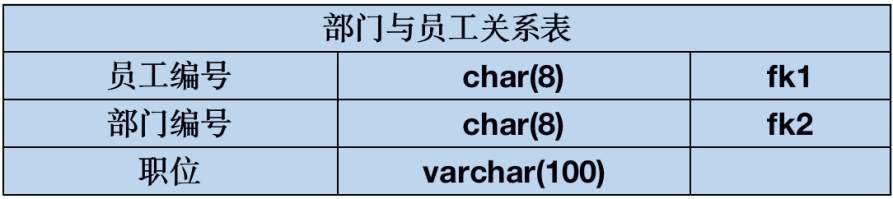 部门与员工关系表
员工编号 char(8) fk1
部门编号 char(8) fk2
职位 varchar(100)